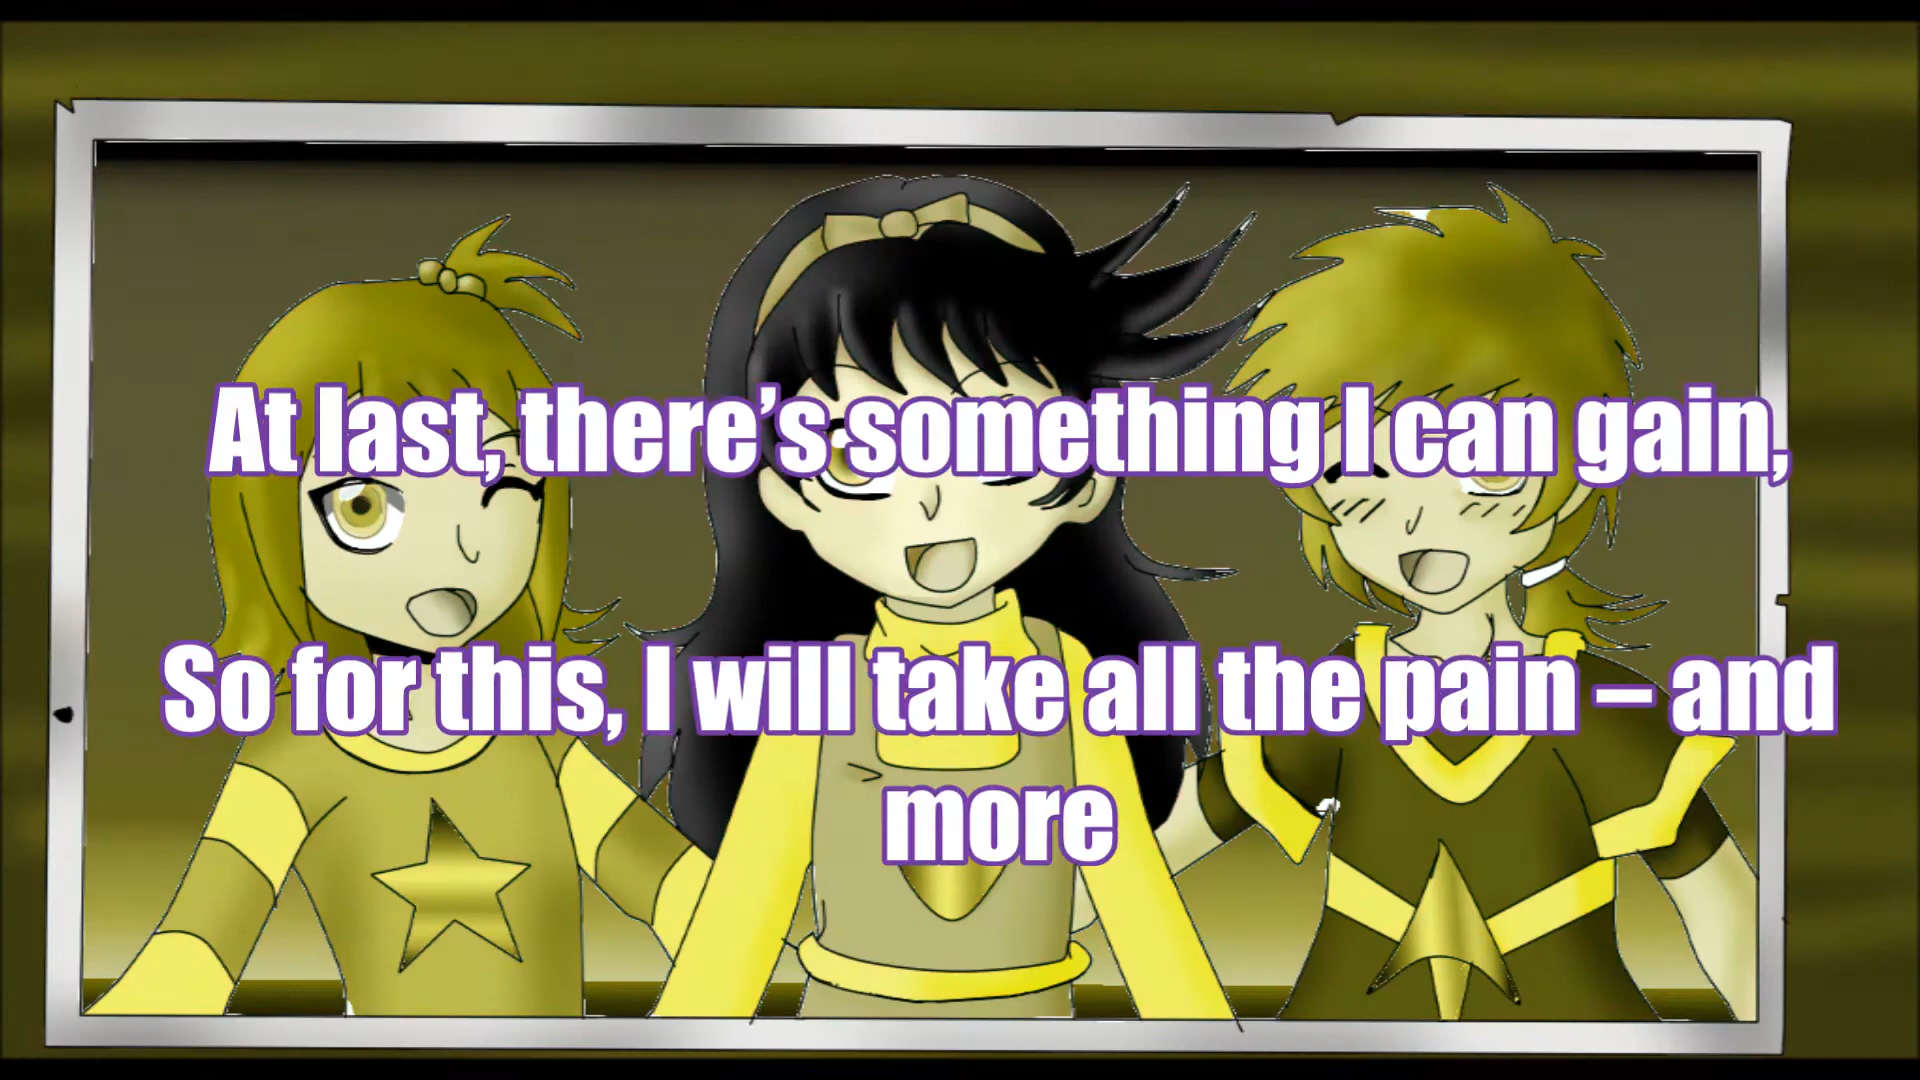 At last, there’s something I can gain,
So for this, I will take all the pain – and
more